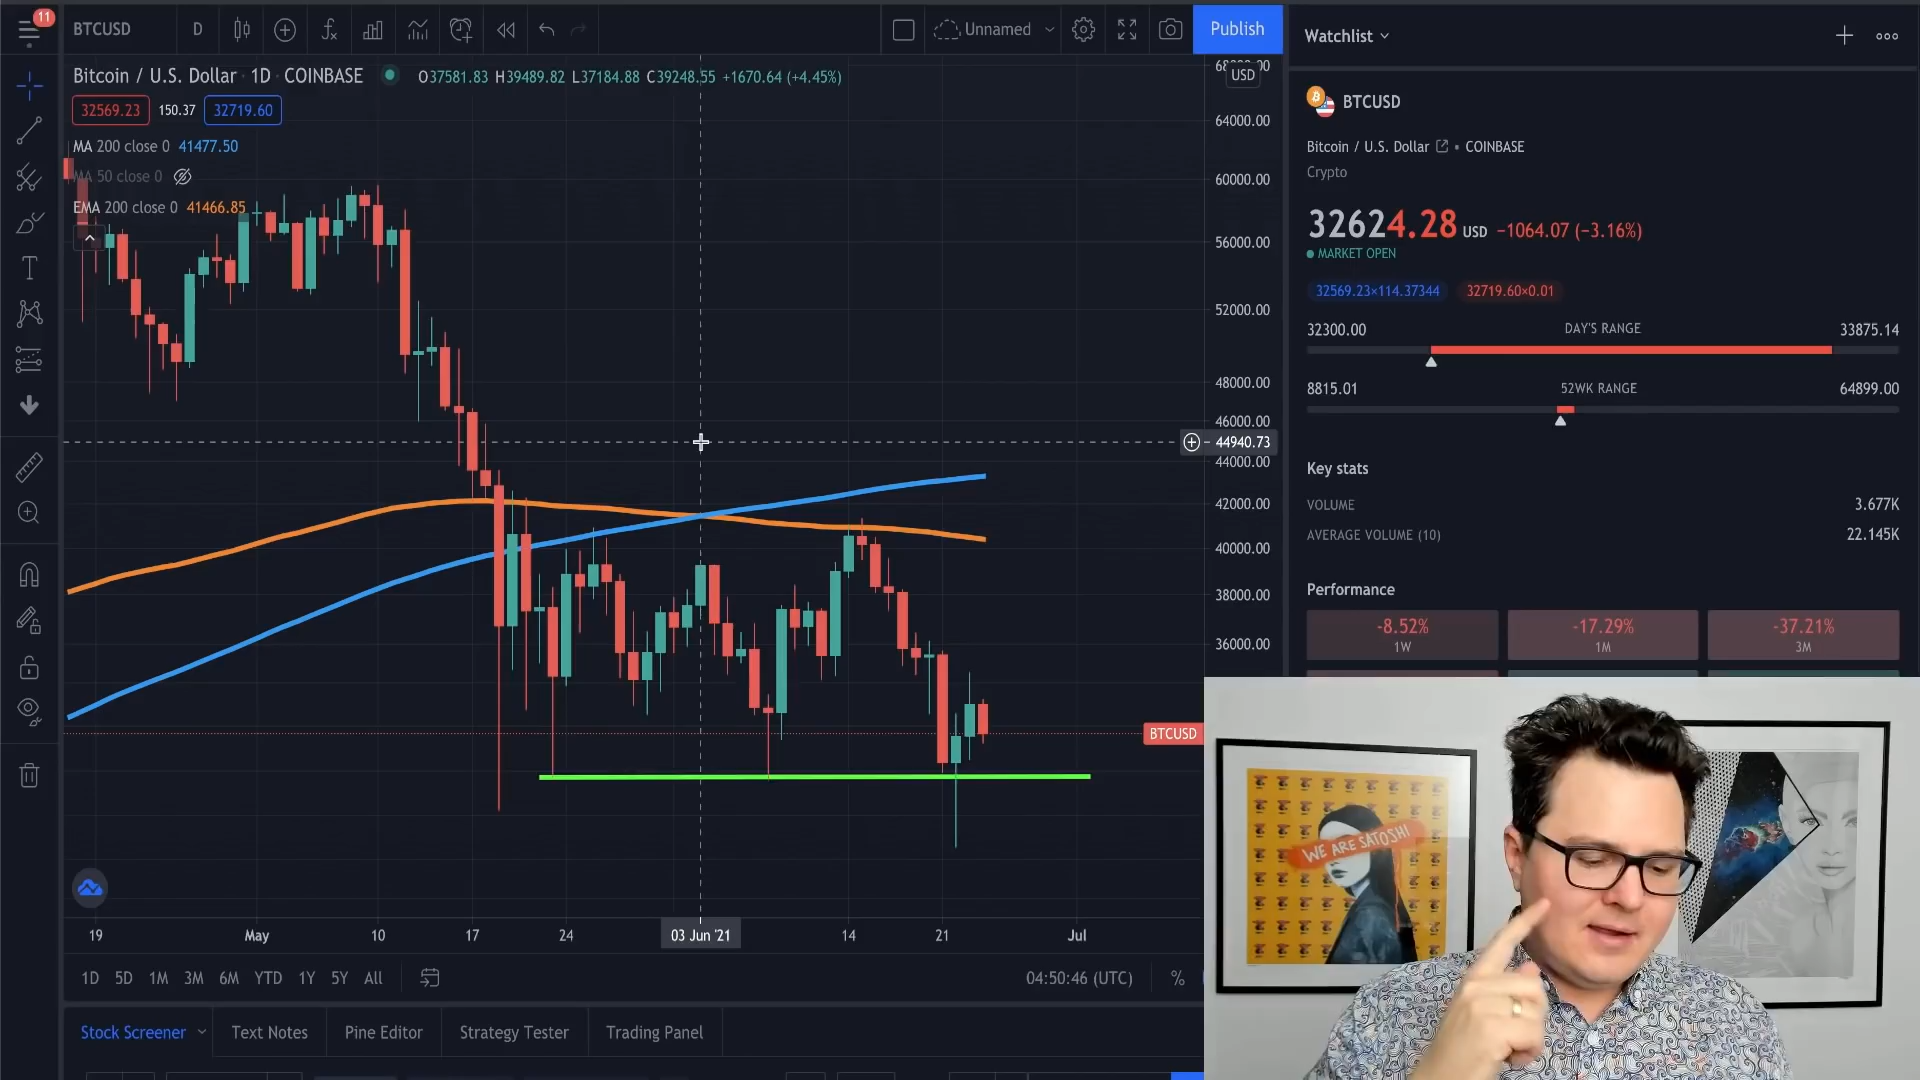 11
BTCUSD
D
Unnamed
Publish
Watchlist
Bitcoin / U.S. Dollar · 1D · COINBASE
O37581.83 H39489.82 L37184.88 C39248.55 +1670.64 (+4.45%)
USD
32569.23
150.37
32719.60
MA 200 close 0 41477.50
MA 50 close 0
EMA 200 close 0 41466.85
64000.00
60000.00
56000.00
52000.00
48000.00
46000.00
44940.73
44000.00
42000.00
40000.00
38000.00
36000.00
BTCUSD
19
May
10
17
24
03 Jun '21
14
21
Jul
1D
5D
1M
3M
6M
YTD
1Y
5Y
All
04:50:46 (UTC)
%
Stock Screener
Text Notes
Pine Editor
Strategy Tester
Trading Panel
BTCUSD
Bitcoin / U.S. Dollar • COINBASE
Crypto
32624.28 USD −1064.07 (−3.16%)
MARKET OPEN
32569.23×114.37344
32719.60×0.01
32300.00
DAY'S RANGE
33875.14
8815.01
52WK RANGE
64899.00
Key stats
VOLUME
3.677K
AVERAGE VOLUME (10)
22.145K
Performance
-8.52%
1W
-17.29%
1M
-37.21%
3M
WE ARE SATOSHI